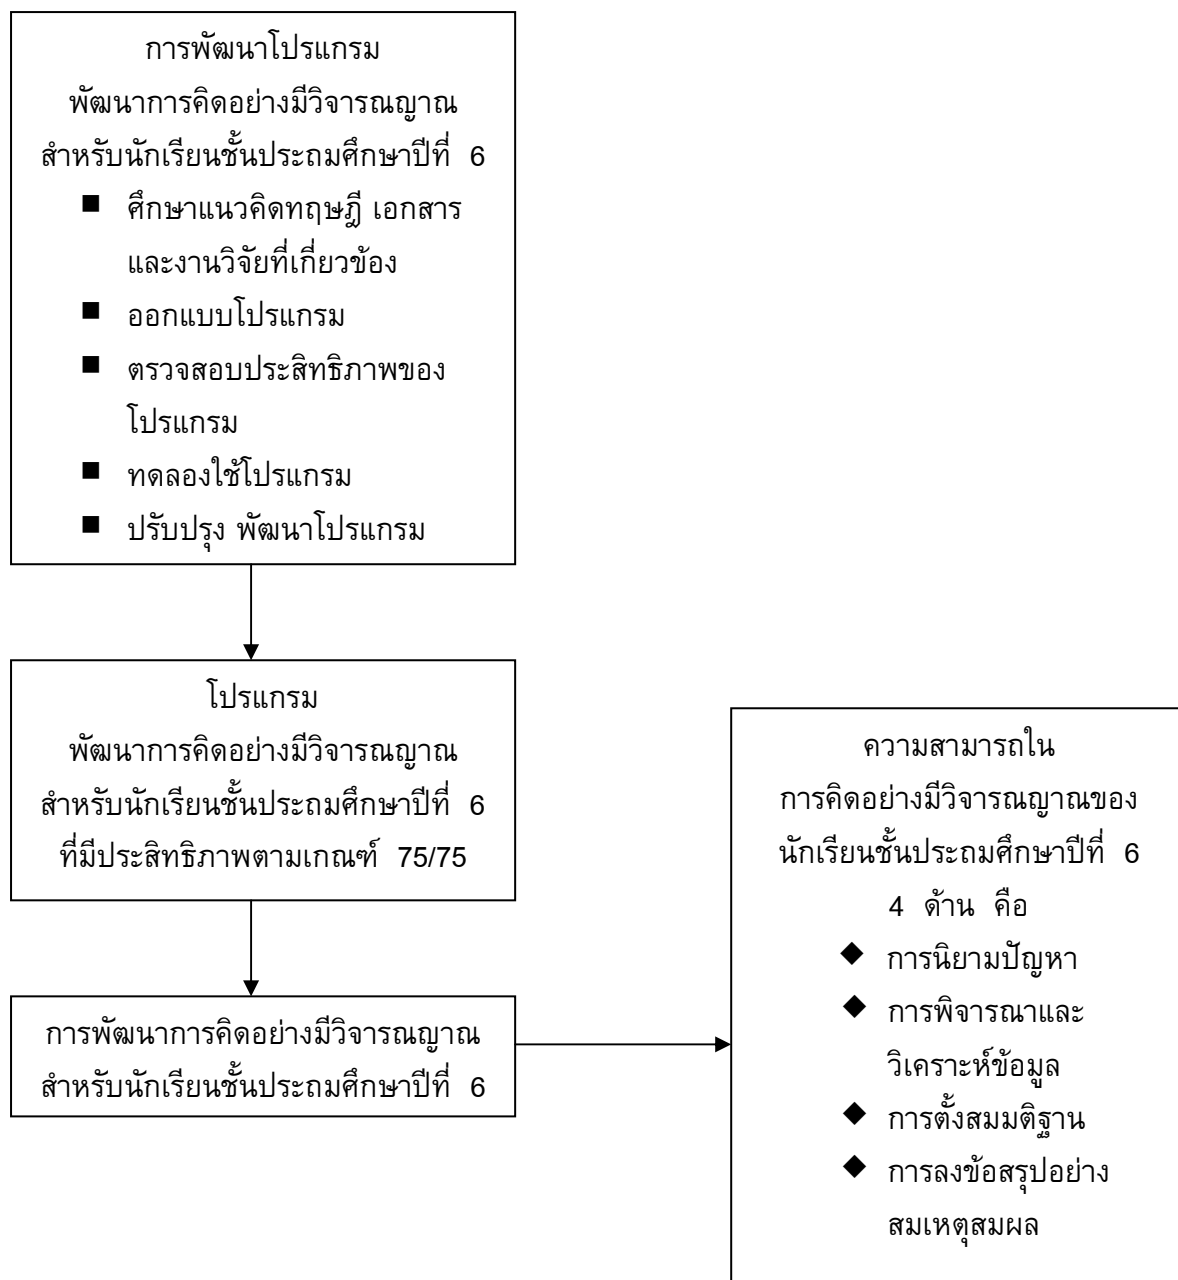 การพัฒนาโปรแกรม
พัฒนาการคิดอย่างมีวิจารณญาณ
สำหรับนักเรียนชั้นประถมศึกษาปีที่ 6
■ ศึกษาแนวคิดทฤษฎี เอกสาร
และงานวิจัยที่เกี่ยวข้อง
■ ออกแบบโปรแกรม
■ ตรวจสอบประสิทธิภาพของ
โปรแกรม
■ ทดลองใช้โปรแกรม
■ ปรับปรุง พัฒนาโปรแกรม
โปรแกรม
พัฒนาการคิดอย่างมีวิจารณญาณ
สำหรับนักเรียนชั้นประถมศึกษาปีที่ 6
ที่มีประสิทธิภาพตามเกณฑ์ 75/75
การพัฒนาการคิดอย่างมีวิจารณญาณ
สำหรับนักเรียนชั้นประถมศึกษาปีที่ 6
ความสามารถใน
การคิดอย่างมีวิจารณญาณของ
นักเรียนชั้นประถมศึกษาปีที่ 6
4 ด้าน คือ
◆ การนิยามปัญหา
◆ การพิจารณาและ
วิเคราะห์ข้อมูล
◆ การตั้งสมมติฐาน
◆ การลงข้อสรุปอย่าง
สมเหตุสมผล